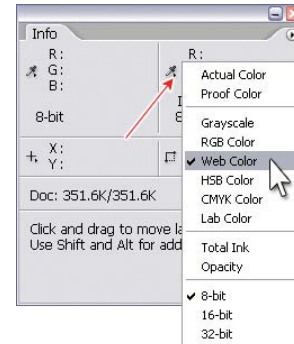 Info
R:
G:
B:
8-bit
R:
X:
Y:
Doc: 351.6K/351.6K
Click and drag to move la
Use Shift and Alt for add
Actual Color
Proof Color
Grayscale
RGB Color
Web Color
HSB Color
CMYK Color
Lab Color
Total Ink
Opacity
8-bit
16-bit
32-bit